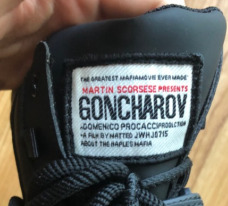 THE GREATEST MAFIA MOVIE EVER MADE
MARTIN SCORSESE PRESENTS
GONCHAROV
A DOMENICO PROCACCI PRODUCTION
A FILM BY MATTEO JWHJ0715
ABOUT THE NAPLES MAFIA